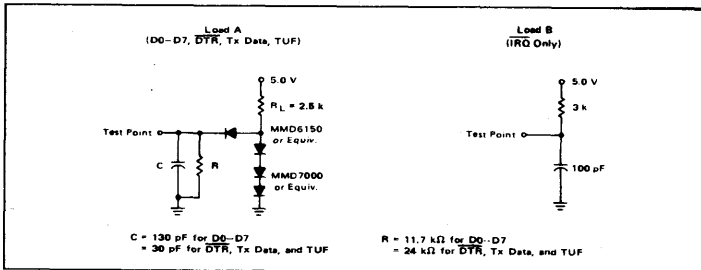 Load A
(D0–D7, DTR, Tx Data, TUF)
5.0 V
RL = 2.5 k
Test Point
MMD6150
or Equiv.
C
R
MMD7000
or Equiv.
C = 130 pF for D0--D7
= 30 pF for DTR, Tx Data, and TUF
Load B
(IRQ Only)
5.0 V
3 k
Test Point
100 pF
R = 11.7 kΩ for D0--D7
= 24 kΩ for DTR, Tx Data, and TUF